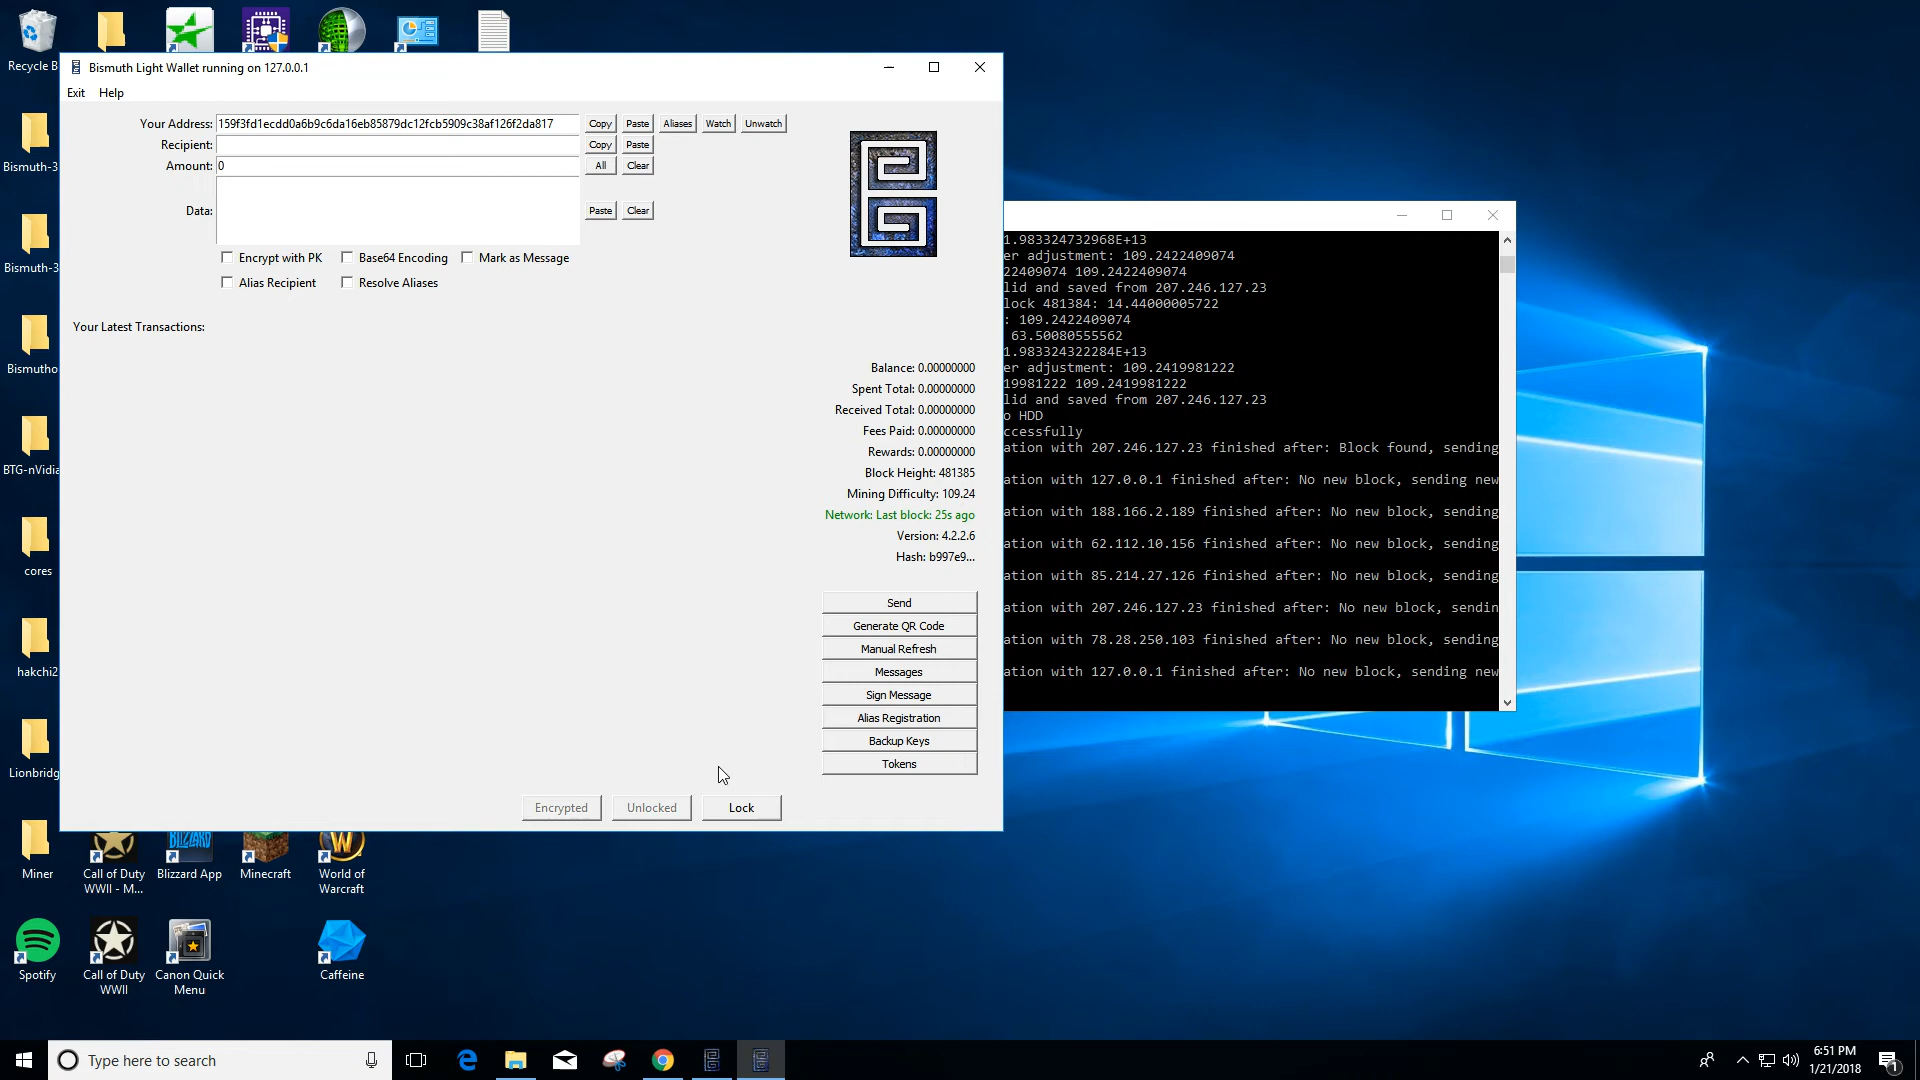 Recycle B
Bismuth Light Wallet running on 127.0.0.1
Exit Help
Your Address: 159f3fd1ecdd0a6b9c6da16eb85879dc12fcb5909c38af126f2da817 Copy Paste Aliases Watch Unwatch
Recipient: Copy Paste
Amount: 0 All Clear
Data: Paste Clear
Encrypt with PK Base64 Encoding Mark as Message
Alias Recipient Resolve Aliases
Your Latest Transactions:
Balance: 0.00000000
Spent Total: 0.00000000
Received Total: 0.00000000
Fees Paid: 0.00000000
Rewards: 0.00000000
Block Height: 481385
Mining Difficulty: 109.24
Network: Last block: 25s ago
Version: 4.2.2.6
Hash: b997e9...
Send
Generate QR Code
Manual Refresh
Messages
Sign Message
Alias Registration
Backup Keys
Tokens
Encrypted Unlocked Lock
1.983324732968E+13
er adjustment: 109.2422409074
22409074 109.2422409074
lid and saved from 207.246.127.23
lock 481384: 14.44000005722
: 109.2422409074
63.50080555562
1.983324322284E+13
er adjustment: 109.2419981222
19981222 109.2419981222
lid and saved from 207.246.127.23
o HDD
ccessfully
ation with 207.246.127.23 finished after: Block found, sending
ation with 127.0.0.1 finished after: No new block, sending new
ation with 188.166.2.189 finished after: No new block, sending
ation with 62.112.10.156 finished after: No new block, sending
ation with 85.214.27.126 finished after: No new block, sending
ation with 207.246.127.23 finished after: No new block, sendin
ation with 78.28.250.103 finished after: No new block, sending
ation with 127.0.0.1 finished after: No new block, sending new
Bismuth-3
Bismuth-3
Bismutho
BTG-nVidia
cores
hakchi2
Lionbridg
Miner
Call of Duty
WWII - M...
Blizzard App
Minecraft
World of
Warcraft
Spotify
Call of Duty
WWII
Canon Quick
Menu
Caffeine
Type here to search
6:51 PM
1/21/2018
1